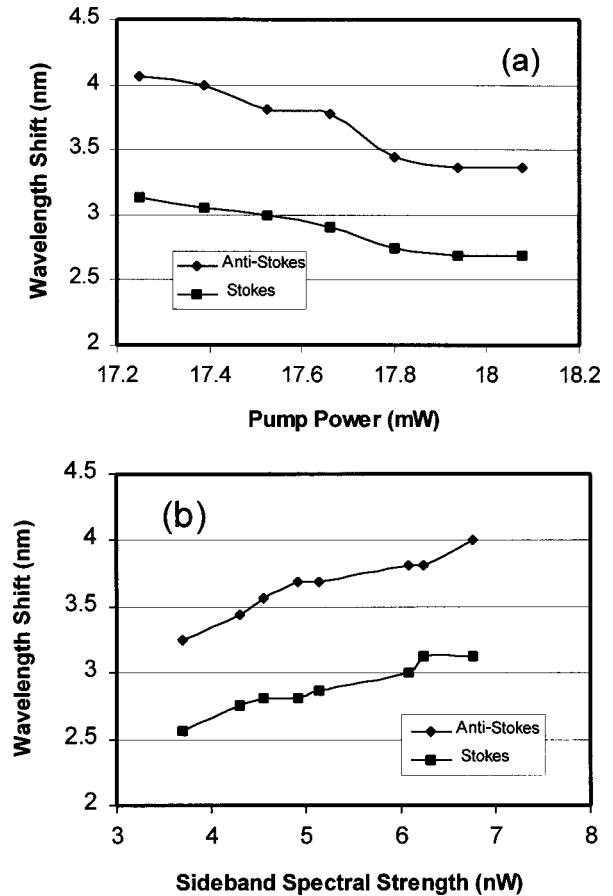 4.5
(a)
4
3.5
3
2.5
2
Wavelength Shift (nm)
Anti-Stokes
Stokes
17.2 17.4 17.6 17.8 18 18.2
Pump Power (mW)
4.5
(b)
4
3.5
3
2.5
2
Wavelength Shift (nm)
Anti-Stokes
Stokes
3 4 5 6 7 8
Sideband Spectral Strength (nW)